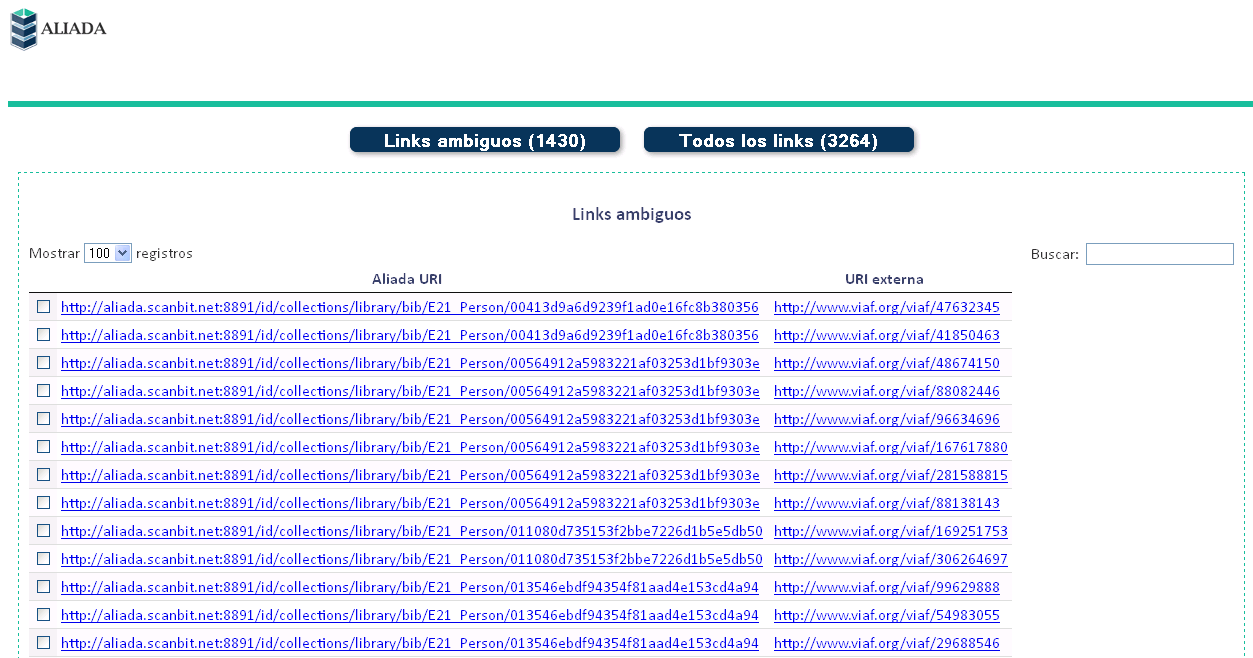 ALIADA
Links ambiguos (1430) Todos los links (3264)
Links ambiguos
Mostrar 100 registros Buscar:
Aliada URI URI externa
http://aliada.scanbit.net:8891/id/collections/library/bib/E21_Person/00413d9a6d9239f1ad0e16fc8b380356 http://www.viaf.org/viaf/47632345
http://aliada.scanbit.net:8891/id/collections/library/bib/E21_Person/00413d9a6d9239f1ad0e16fc8b380356 http://www.viaf.org/viaf/41850463
http://aliada.scanbit.net:8891/id/collections/library/bib/E21_Person/00564912a5983221af03253d1bf9303e http://www.viaf.org/viaf/48674150
http://aliada.scanbit.net:8891/id/collections/library/bib/E21_Person/00564912a5983221af03253d1bf9303e http://www.viaf.org/viaf/88082446
http://aliada.scanbit.net:8891/id/collections/library/bib/E21_Person/00564912a5983221af03253d1bf9303e http://www.viaf.org/viaf/96634696
http://aliada.scanbit.net:8891/id/collections/library/bib/E21_Person/00564912a5983221af03253d1bf9303e http://www.viaf.org/viaf/167617880
http://aliada.scanbit.net:8891/id/collections/library/bib/E21_Person/00564912a5983221af03253d1bf9303e http://www.viaf.org/viaf/281588815
http://aliada.scanbit.net:8891/id/collections/library/bib/E21_Person/00564912a5983221af03253d1bf9303e http://www.viaf.org/viaf/88138143
http://aliada.scanbit.net:8891/id/collections/library/bib/E21_Person/011080d735153f2bbe7226d1b5e5db50 http://www.viaf.org/viaf/169251753
http://aliada.scanbit.net:8891/id/collections/library/bib/E21_Person/011080d735153f2bbe7226d1b5e5db50 http://www.viaf.org/viaf/306264697
http://aliada.scanbit.net:8891/id/collections/library/bib/E21_Person/013546ebdf94354f81aad4e153cd4a94 http://www.viaf.org/viaf/99629888
http://aliada.scanbit.net:8891/id/collections/library/bib/E21_Person/013546ebdf94354f81aad4e153cd4a94 http://www.viaf.org/viaf/54983055
http://aliada.scanbit.net:8891/id/collections/library/bib/E21_Person/013546ebdf94354f81aad4e153cd4a94 http://www.viaf.org/viaf/29688546